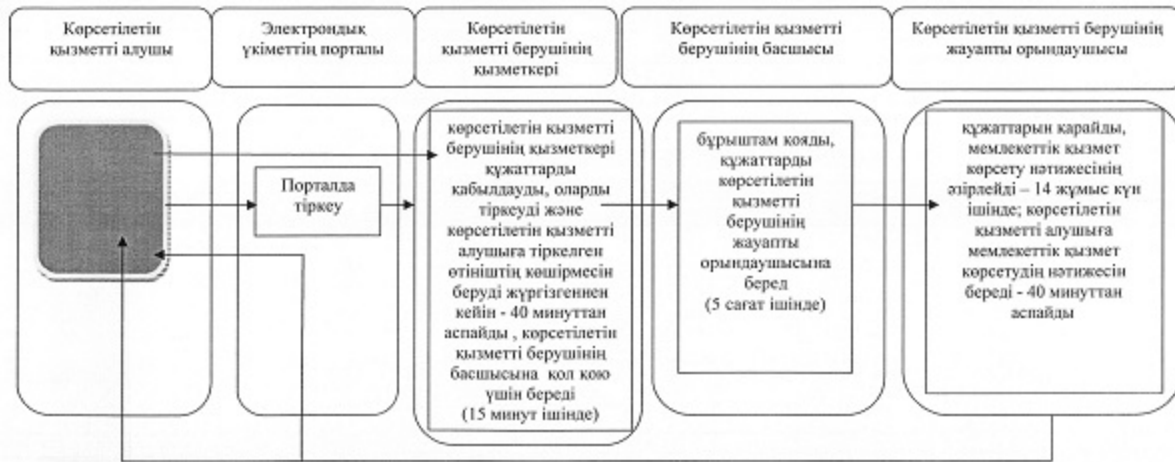 Көрсетілетін
қызметті алушы
Электрондық
үкіметтің порталы
Көрсетілетін
қызметті берушінің
қызметкері
Көрсетілетін қызметті
берушінің басшысы
Көрсетілетін қызмет берушінің
жауапты орындаушысы
Порталда
тіркеу
көрсетілетін қызметті
берушінің қызметкері
құжаттарды
қабылдауды, оларды
тіркеуді және
көрсетілетін қызметті
алушыға тіркелген
өтініштің көшірмесін
беруді жүргізгеннен
кейін - 40 минуттан
аспайды , көрсетілетін
қызметті берушінің
басшысына қол қою
үшін береді
(15 минут ішінде)
бұрыштам қояды,
құжаттарды
көрсетілетін
қызметті
берушінің
жауапты
орындаушысына
беред
(5 сағат ішінде)
құжаттарын қарайды,
мемлекеттік қызмет
көрсету нәтижесінің
әзірлейді – 14 жұмыс күн
ішінде; көрсетілетін
қызметті алушыға
мемлекеттік қызмет
көрсетудің нәтижесін
береді - 40 минуттан
аспайды